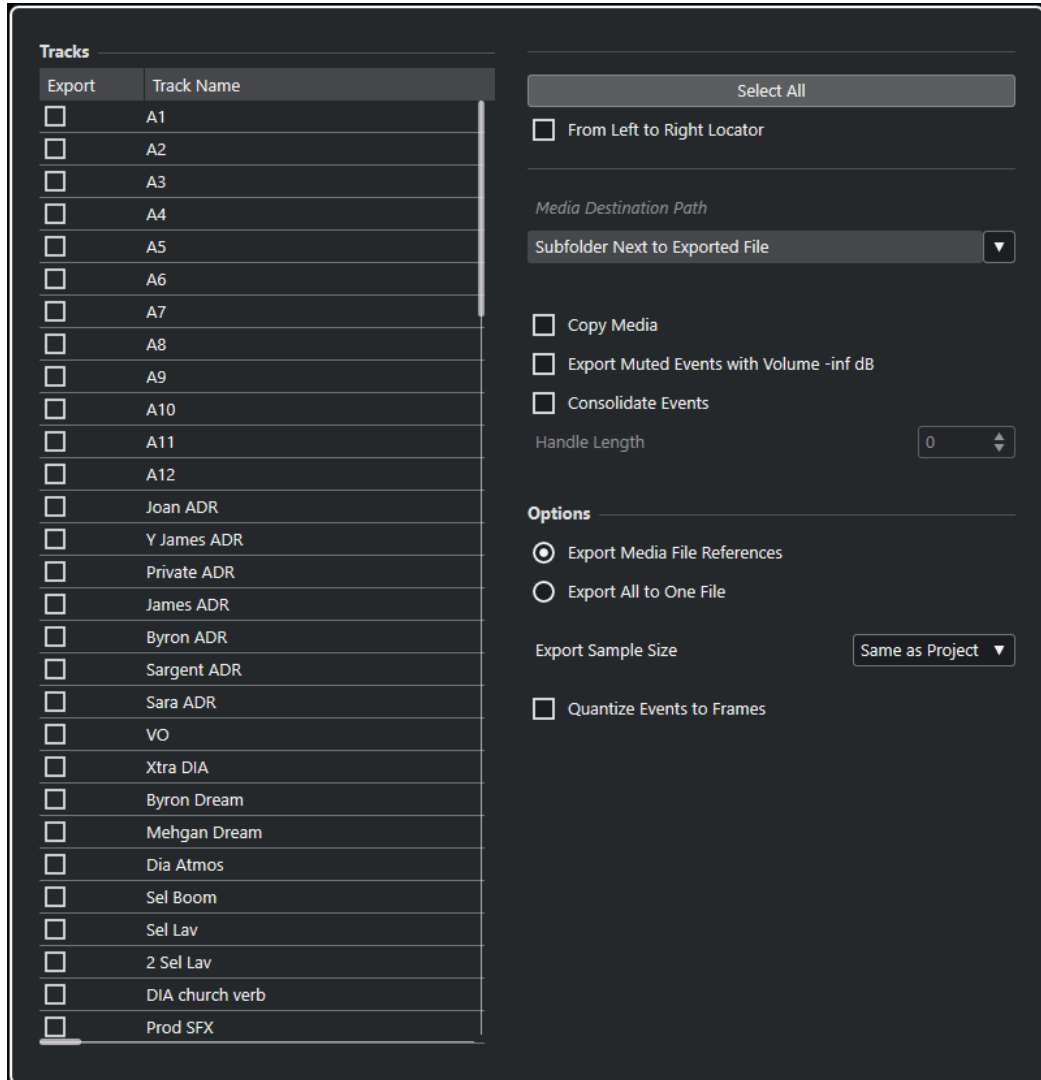 Tracks
Export Track Name
A1
A2
A3
A4
A5
A6
A7
A8
A9
A10
A11
A12
Joan ADR
Y James ADR
Private ADR
James ADR
Byron ADR
Sargent ADR
Sara ADR
VO
Xtra DIA
Byron Dream
Mehgan Dream
Dia Atmos
Sel Boom
Sel Lav
2 Sel Lav
DIA church verb
Prod SFX
Select All
From Left to Right Locator
Media Destination Path
Subfolder Next to Exported File
Copy Media
Export Muted Events with Volume -inf dB
Consolidate Events
Handle Length 0
Options
Export Media File References
Export All to One File
Export Sample Size Same as Project
Quantize Events to Frames